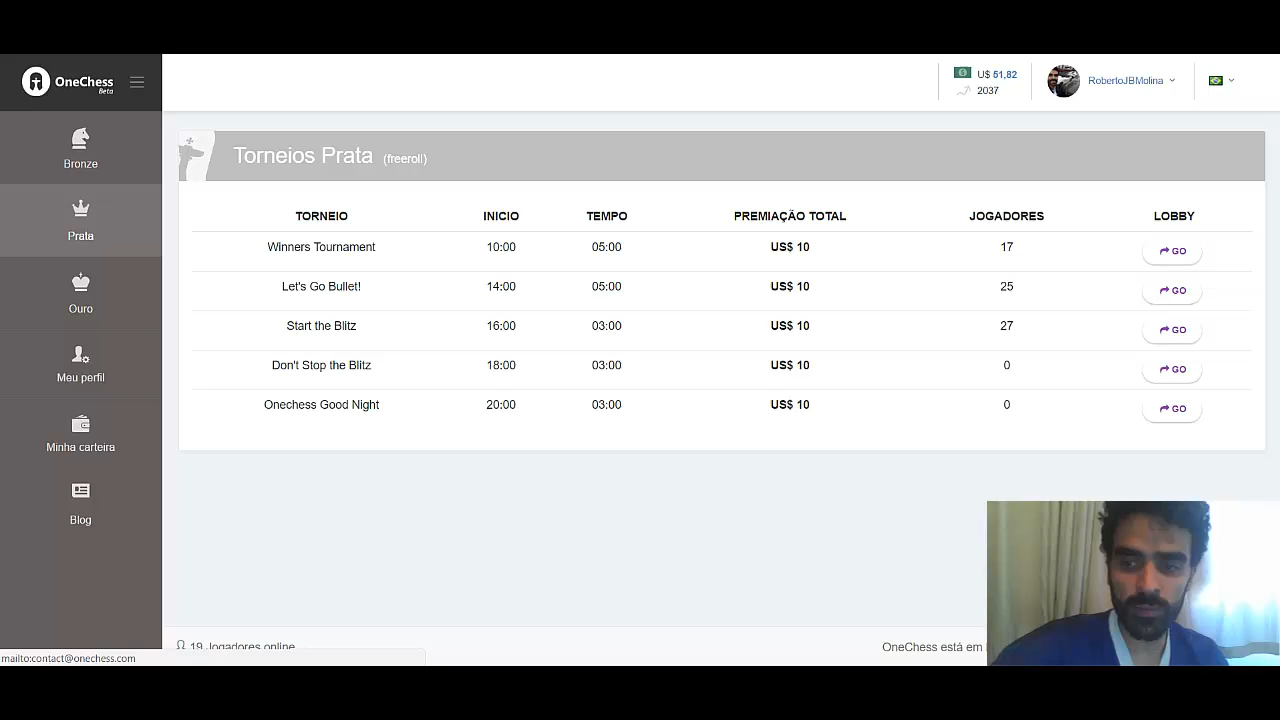 OneChess
Beta
U$ 51,82
2037
RobertoJBMolina
Bronze
Prata
Ouro
Meu perfil
Minha carteira
Blog
Torneios Prata (freeroll)
TORNEIO INICIO TEMPO PREMIAÇÃO TOTAL JOGADORES LOBBY
Winners Tournament 10:00 05:00 US$ 10 17 GO
Let's Go Bullet! 14:00 05:00 US$ 10 25 GO
Start the Blitz 16:00 03:00 US$ 10 27 GO
Don't Stop the Blitz 18:00 03:00 US$ 10 0 GO
Onechess Good Night 20:00 03:00 US$ 10 0 GO
19 Jogadores online
OneChess está em
mailto:contact@onechess.com